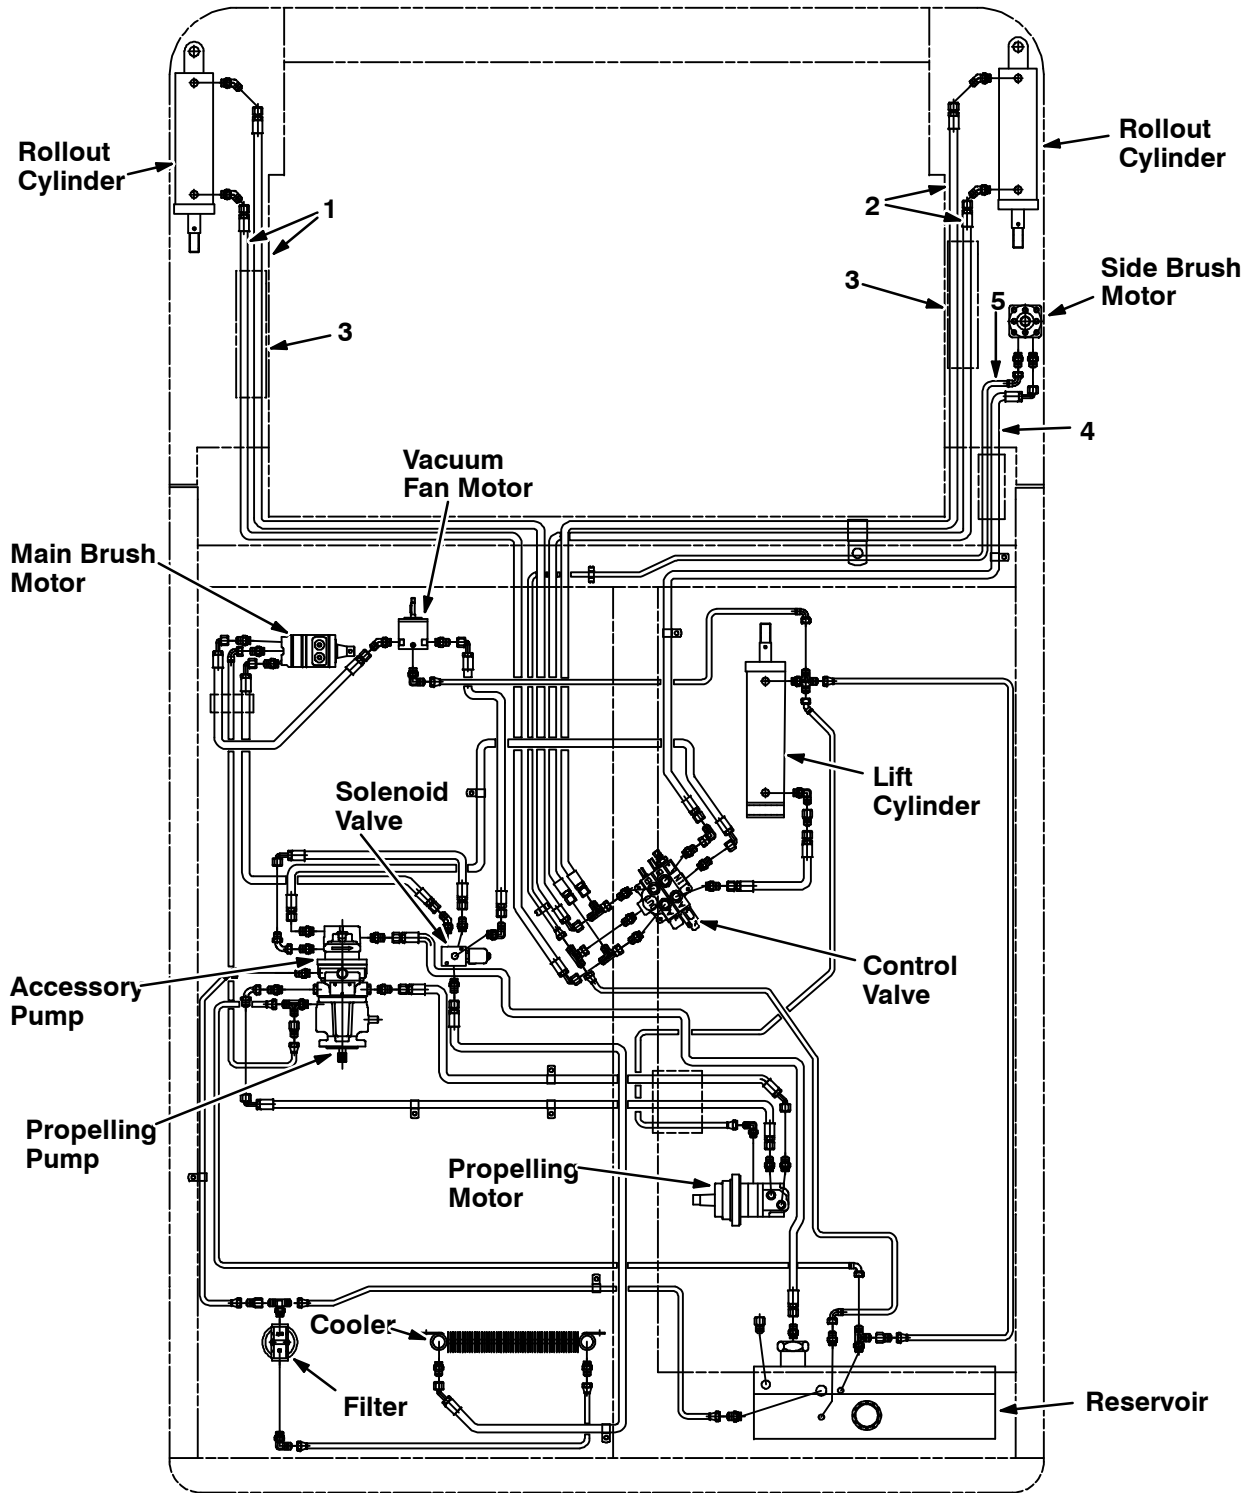 Rollout
Cylinder
Rollout
Cylinder
1
2
3
3
Side Brush
Motor
5
4
Vacuum
Fan Motor
Main Brush
Motor
Lift
Cylinder
Solenoid
Valve
Control
Valve
Accessory
Pump
Propelling
Pump
Propelling
Motor
Cooler
Filter
Reservoir